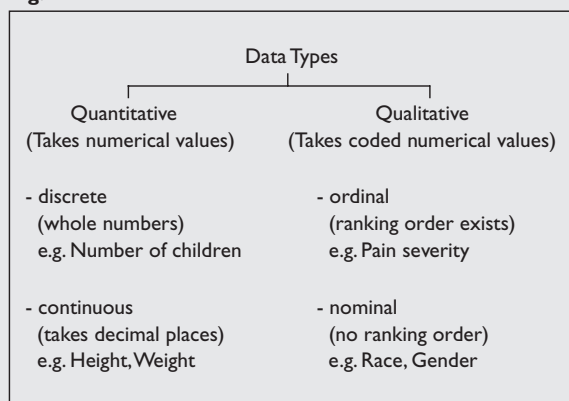 Data Types
Quantitative
(Takes numerical values)
- discrete
(whole numbers)
e.g. Number of children
- continuous
(takes decimal places)
e.g. Height, Weight
Qualitative
(Takes coded numerical values)
- ordinal
(ranking order exists)
e.g. Pain severity
- nominal
(no ranking order)
e.g. Race, Gender